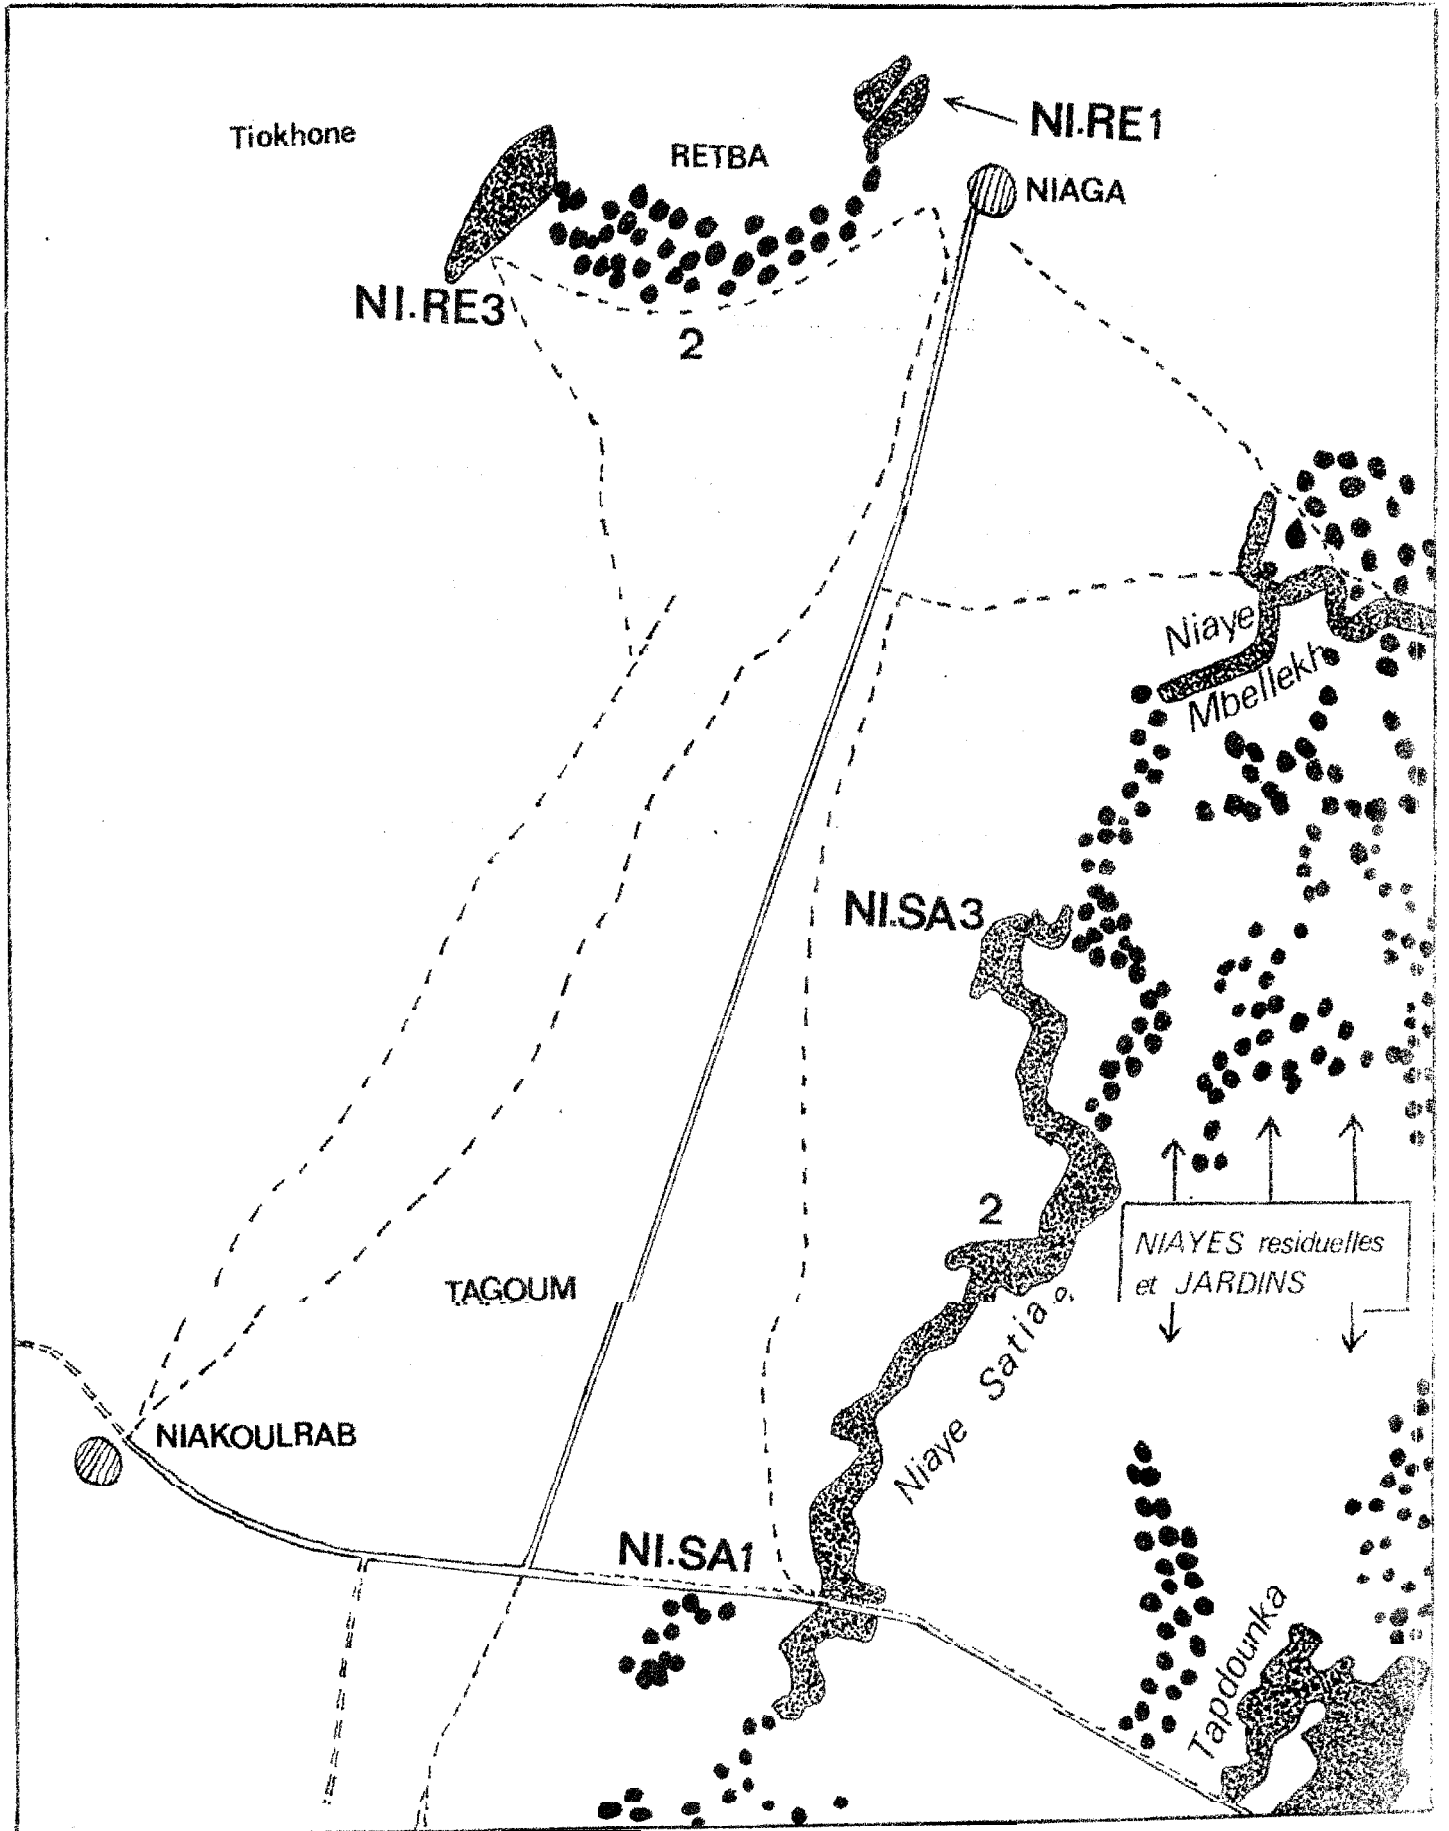 NI.RE1
Tiokhone
RETBA
NIAGA
NI.RE3
2
Niaye
Mbellekh
NI.SA3
2
NIAYES residuelles
et JARDINS
TAGOUM
Niaye Satia
NIAKOULRAB
NI.SA1
Tapdounka